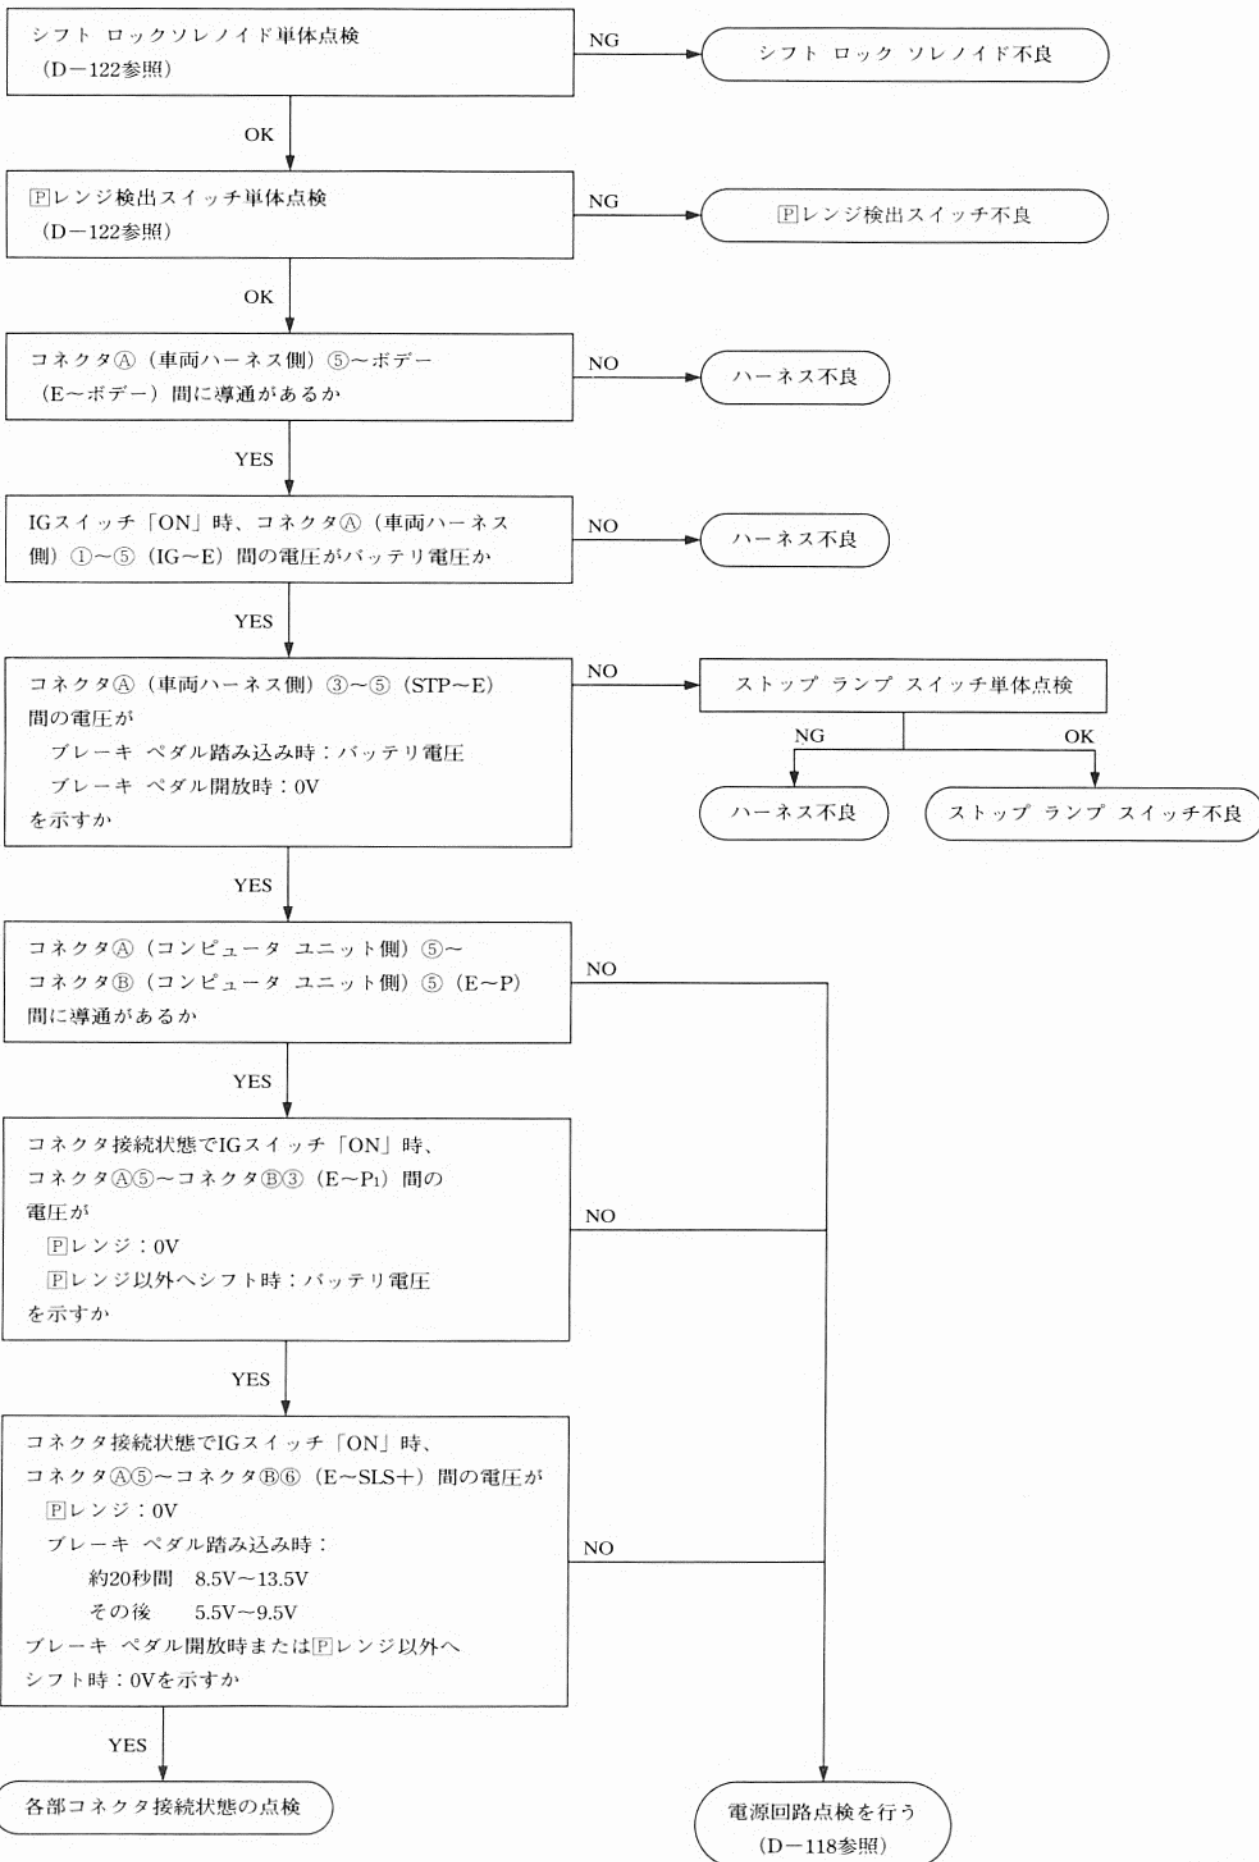 シフト ロックソレノイド単体点検
(D－122参照)
NG
シフト ロック ソレノイド不良
OK
🄿レンジ検出スイッチ単体点検
(D－122参照)
NG
🄿レンジ検出スイッチ不良
OK
コネクタⒶ（車両ハーネス側）⑤～ボデー
（E～ボデー）間に導通があるか
NO
ハーネス不良
YES
IGスイッチ「ON」時、コネクタⒶ（車両ハーネス
側）①～⑤（IG～E）間の電圧がバッテリ電圧か
NO
ハーネス不良
YES
コネクタⒶ（車両ハーネス側）③～⑤（STP～E）
間の電圧が
ブレーキ ペダル踏み込み時：バッテリ電圧
ブレーキ ペダル開放時：0V
を示すか
NO
ストップ ランプ スイッチ単体点検
NG
OK
ハーネス不良
ストップ ランプ スイッチ不良
YES
コネクタⒶ（コンピュータ ユニット側）⑤～
コネクタⒷ（コンピュータ ユニット側）⑤（E～P）
間に導通があるか
NO
YES
コネクタ接続状態でIGスイッチ「ON」時、
コネクタⒶ⑤～コネクタⒷ③（E～P₁）間の
電圧が
🄿レンジ：0V
🄿レンジ以外へシフト時：バッテリ電圧
を示すか
NO
YES
コネクタ接続状態でIGスイッチ「ON」時、
コネクタⒶ⑤～コネクタⒷ⑥（E～SLS＋）間の電圧が
🄿レンジ：0V
ブレーキ ペダル踏み込み時：
約20秒間 8.5V～13.5V
その後 5.5V～9.5V
ブレーキ ペダル開放時または🄿レンジ以外へ
シフト時：0Vを示すか
NO
YES
各部コネクタ接続状態の点検
電源回路点検を行う
(D－118参照)